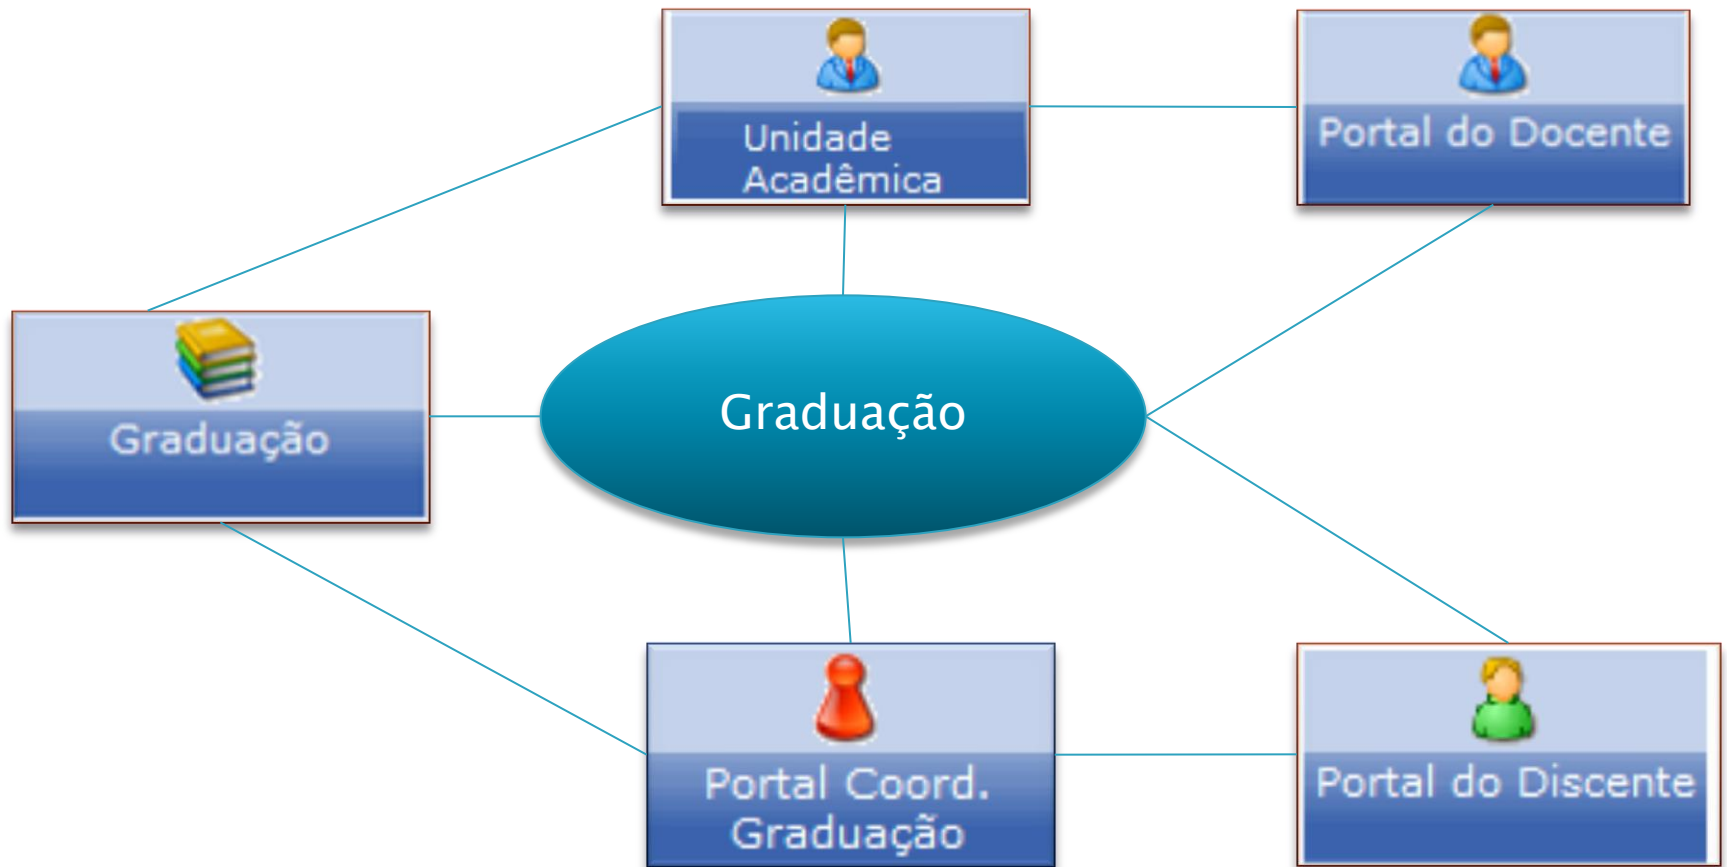 Unidade
Acadêmica
Portal do Docente
Graduação
Graduação
Portal Coord.
Graduação
Portal do Discente